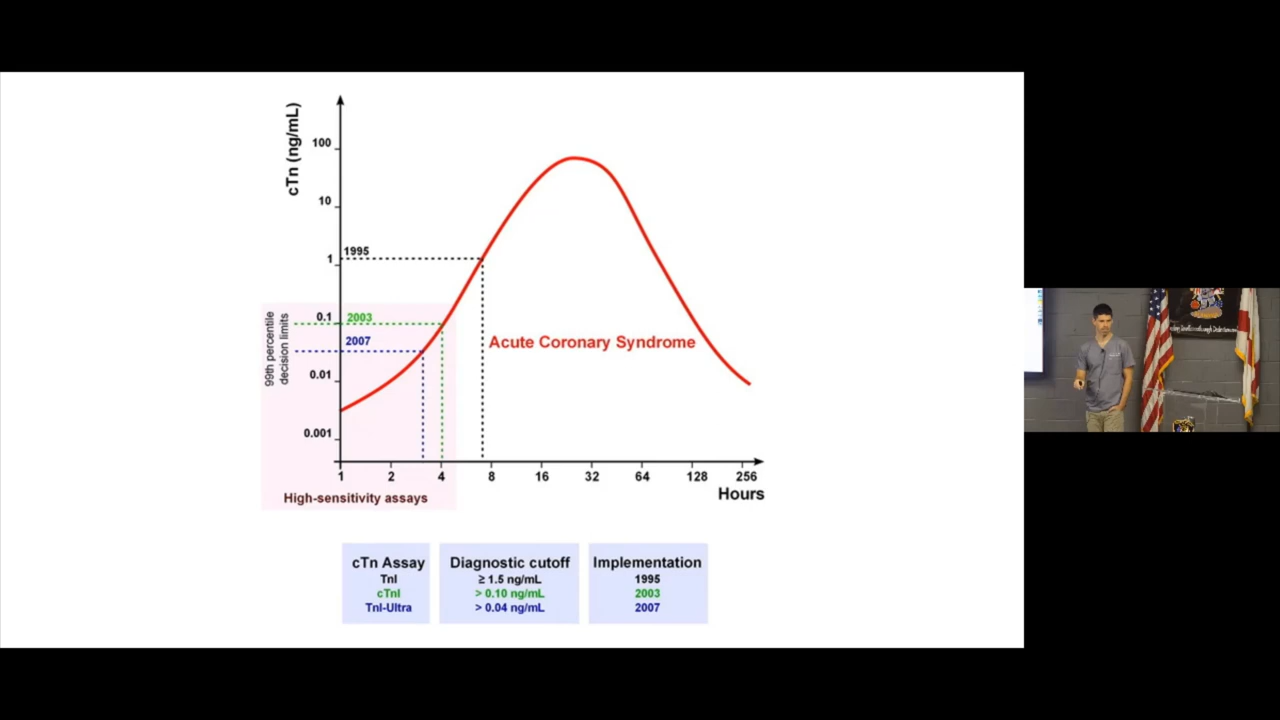 cTn (ng/mL)
100
10
1
0.1
0.01
0.001
1995
2003
2007
99th percentile
decision limits
Acute Coronary Syndrome
1 2 4 8 16 32 64 128 256
Hours
High-sensitivity assays
cTn Assay Diagnostic cutoff Implementation
TnI ≥ 1.5 ng/mL 1995
cTnI > 0.10 ng/mL 2003
TnI-Ultra > 0.04 ng/mL 2007